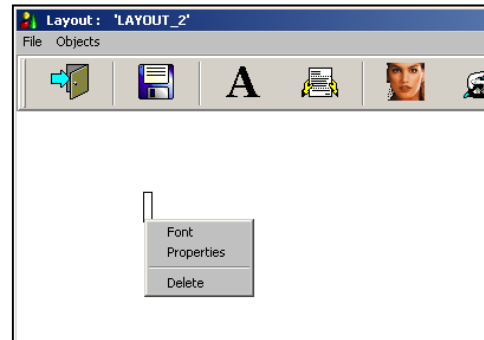 Layout : 'LAYOUT_2'
File Objects
A
Font
Properties
Delete